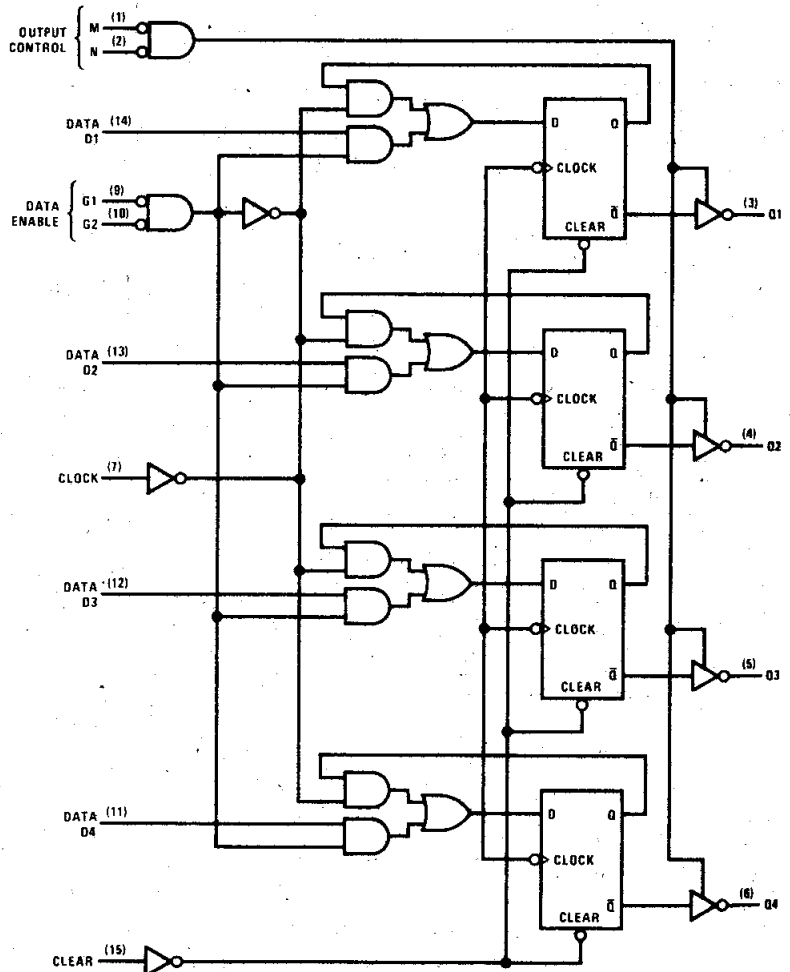 OUTPUT CONTROL
M (1)
N (2)
DATA D1 (14)
D Q
CLOCK
Q̅
CLEAR
(3) Q1
DATA ENABLE
G1 (9)
G2 (10)
DATA D2 (13)
D Q
CLOCK
Q̅
CLEAR
(4) Q2
CLOCK (7)
DATA D3 (12)
D Q
CLOCK
Q̅
CLEAR
(5) Q3
DATA D4 (11)
D Q
CLOCK
Q̅
CLEAR
(6) Q4
CLEAR (15)